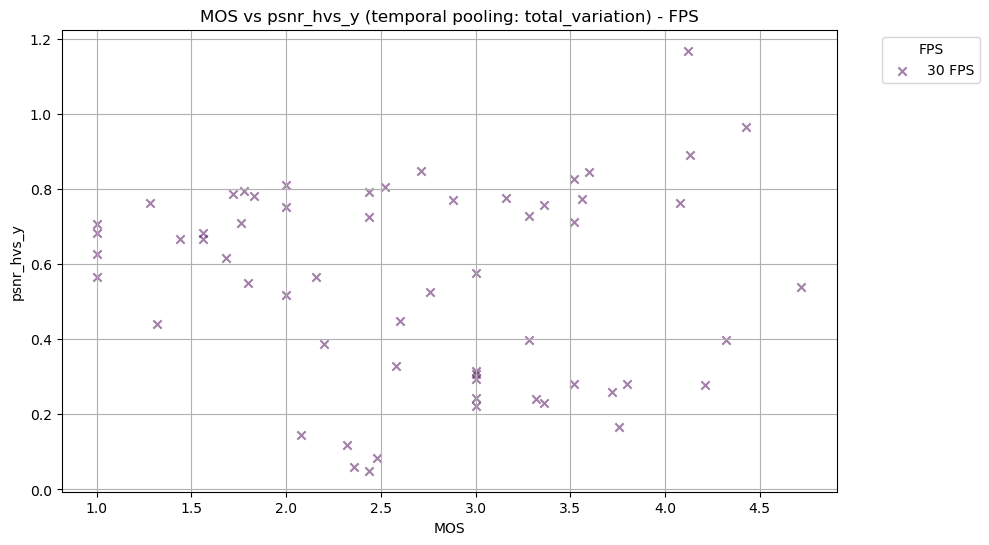 MOS vs psnr_hvs_y (temporal pooling: total_variation) - FPS
FPS
30 FPS
psnr_hvs_y
1.2
1.0
0.8
0.6
0.4
0.2
0.0
1.0 1.5 2.0 2.5 3.0 3.5 4.0 4.5
MOS